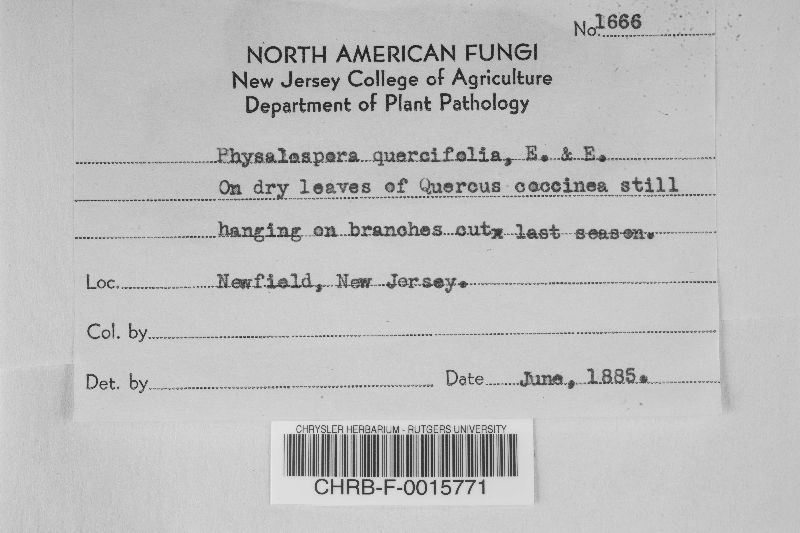 No. 1666
NORTH AMERICAN FUNGI
New Jersey College of Agriculture
Department of Plant Pathology
Physalospora quercifolia, E. & E.
On dry leaves of Quercus coccinea still
hanging on branches cutx last season.
Loc. Newfield, New Jersey.
Col. by
Det. by Date June, 1885.
CHRYSLER HERBARIUM - RUTGERS UNIVERSITY
CHRB-F-0015771